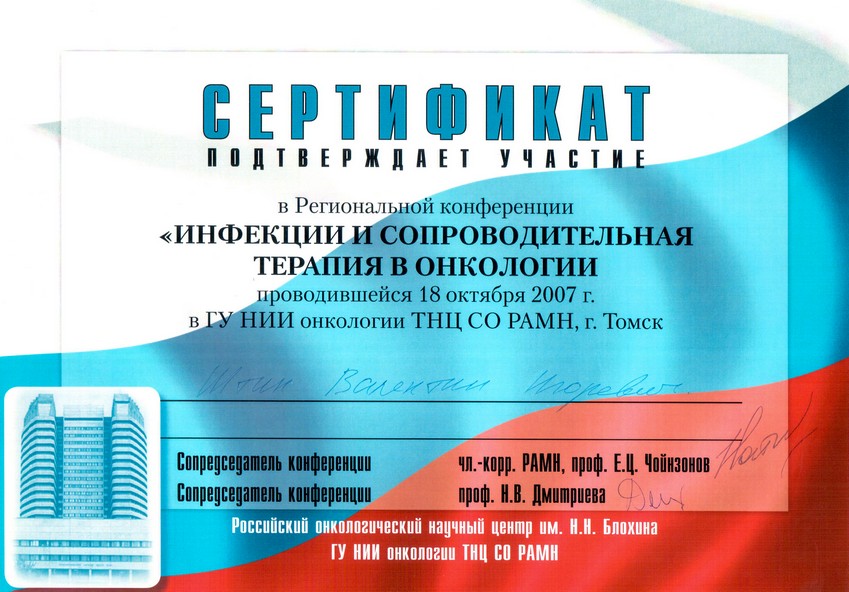 СЕРТИФИКАТ
ПОДТВЕРЖДАЕТ УЧАСТИЕ
в Региональной конференции
«ИНФЕКЦИИ И СОПРОВОДИТЕЛЬНАЯ
ТЕРАПИЯ В ОНКОЛОГИИ
проводившейся 18 октября 2007 г.
в ГУ НИИ онкологии ТНЦ СО РАМН, г. Томск
Штин Валентин Игоревич.
Сопредседатель конференции чл.-корр. РАМН, проф. Е.Ц. Чойнзонов
Сопредседатель конференции проф. Н.В. Дмитриева
Российский онкологический научный центр им. Н.Н. Блохина
ГУ НИИ онкологии ТНЦ СО РАМН